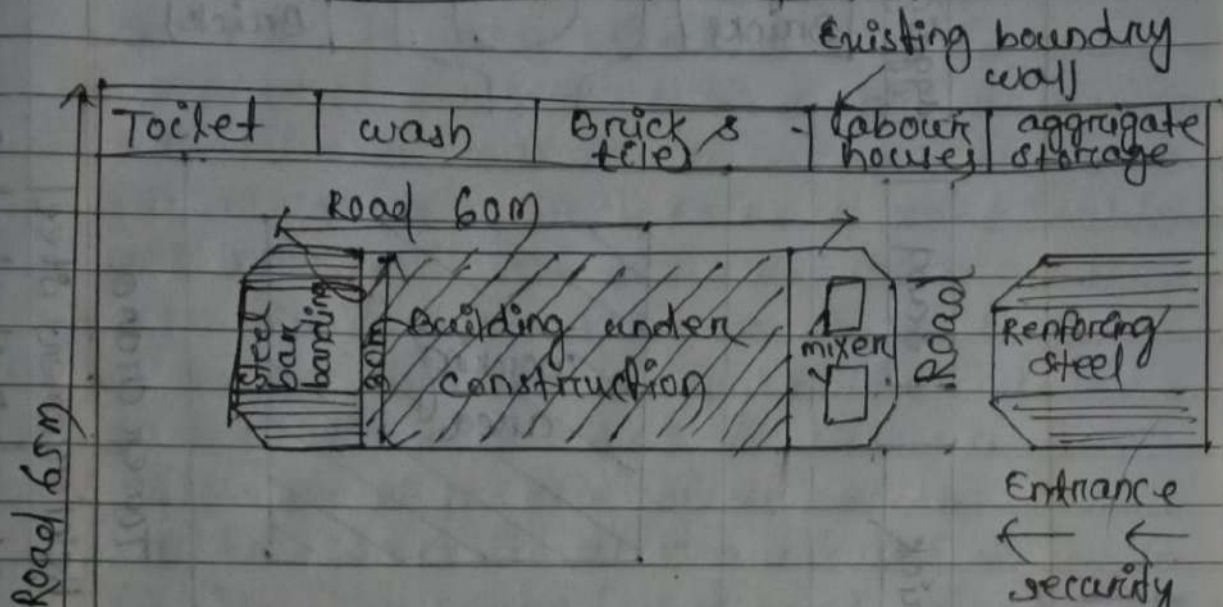 Existing boundry
wall
Toilet
wash
Brick &
tiles
labour
houses
aggrigate
storage
Road 60m
Steel
bar
banding
30m
Building under
construction
mixer
Road
Renforcing
steel
Entrance
security
Road 65m